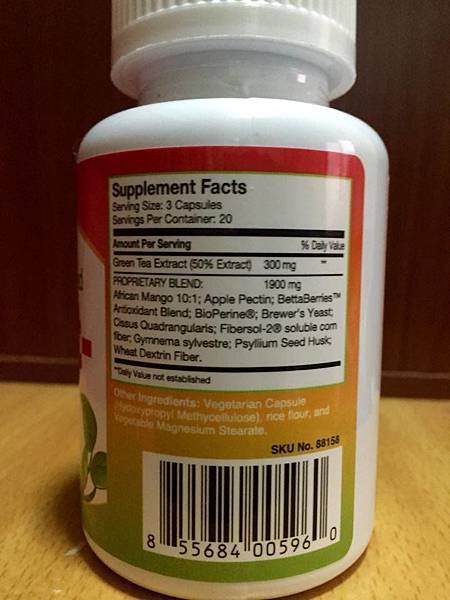 Supplement Facts
Serving Size: 3 Capsules
Servings Per Container: 20
Amount Per Serving % Daily Value
Green Tea Extract (50% Extract) 300 mg **
PROPRIETARY BLEND: 1900 mg
African Mango 10:1; Apple Pectin; BettaBerries™
Antioxidant Blend; BioPerine®; Brewer's Yeast;
Cissus Quadrangularis; Fibersol-2® soluble corn
fiber; Gymnema sylvestre; Psyllium Seed Husk;
Wheat Dextrin Fiber.
**Daily Value not established
Other Ingredients: Vegetarian Capsule
(Hydoxypropyl Methycellulose), rice flour, and
Vegetable Magnesium Stearate.
SKU No. 88158
8 55684 00596 0